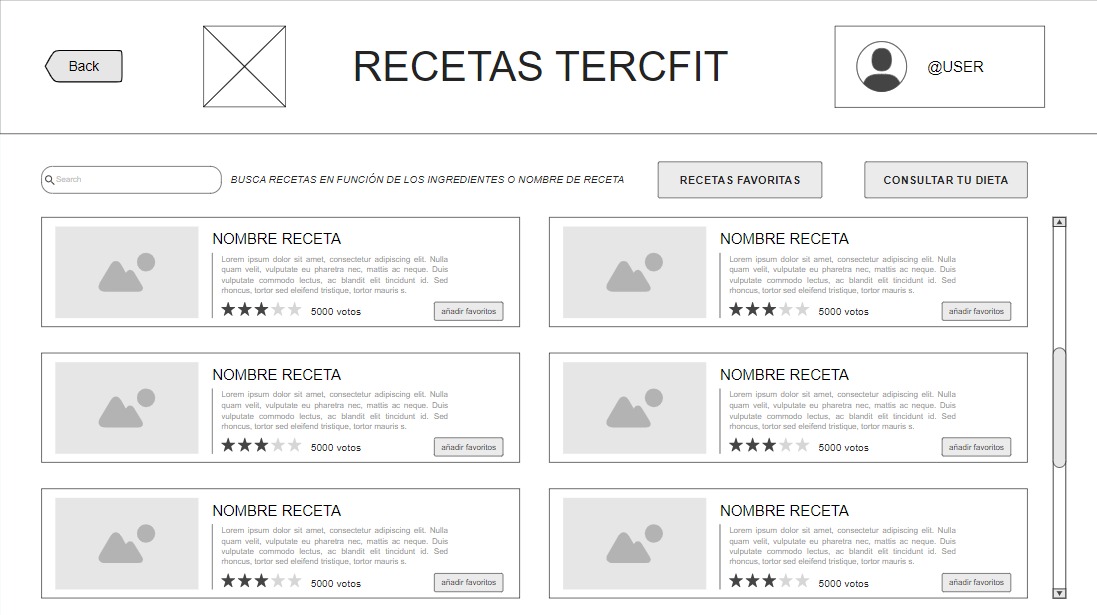 Back
RECETAS TERCFIT
@USER
Search
BUSCA RECETAS EN FUNCIÓN DE LOS INGREDIENTES O NOMBRE DE RECETA
RECETAS FAVORITAS
CONSULTAR TU DIETA
NOMBRE RECETA
Lorem ipsum dolor sit amet, consectetur adipiscing elit. Nulla
quam velit, vulputate eu pharetra nec, mattis ac neque. Duis
vulputate commodo lectus, ac blandit elit tincidunt id. Sed
rhoncus, tortor sed eleifend tristique, tortor mauris s.
5000 votos
añadir favoritos
NOMBRE RECETA
Lorem ipsum dolor sit amet, consectetur adipiscing elit. Nulla
quam velit, vulputate eu pharetra nec, mattis ac neque. Duis
vulputate commodo lectus, ac blandit elit tincidunt id. Sed
rhoncus, tortor sed eleifend tristique, tortor mauris s.
5000 votos
añadir favoritos
NOMBRE RECETA
Lorem ipsum dolor sit amet, consectetur adipiscing elit. Nulla
quam velit, vulputate eu pharetra nec, mattis ac neque. Duis
vulputate commodo lectus, ac blandit elit tincidunt id. Sed
rhoncus, tortor sed eleifend tristique, tortor mauris s.
5000 votos
añadir favoritos
NOMBRE RECETA
Lorem ipsum dolor sit amet, consectetur adipiscing elit. Nulla
quam velit, vulputate eu pharetra nec, mattis ac neque. Duis
vulputate commodo lectus, ac blandit elit tincidunt id. Sed
rhoncus, tortor sed eleifend tristique, tortor mauris s.
5000 votos
añadir favoritos
NOMBRE RECETA
Lorem ipsum dolor sit amet, consectetur adipiscing elit. Nulla
quam velit, vulputate eu pharetra nec, mattis ac neque. Duis
vulputate commodo lectus, ac blandit elit tincidunt id. Sed
rhoncus, tortor sed eleifend tristique, tortor mauris s.
5000 votos
añadir favoritos
NOMBRE RECETA
Lorem ipsum dolor sit amet, consectetur adipiscing elit. Nulla
quam velit, vulputate eu pharetra nec, mattis ac neque. Duis
vulputate commodo lectus, ac blandit elit tincidunt id. Sed
rhoncus, tortor sed eleifend tristique, tortor mauris s.
5000 votos
añadir favoritos